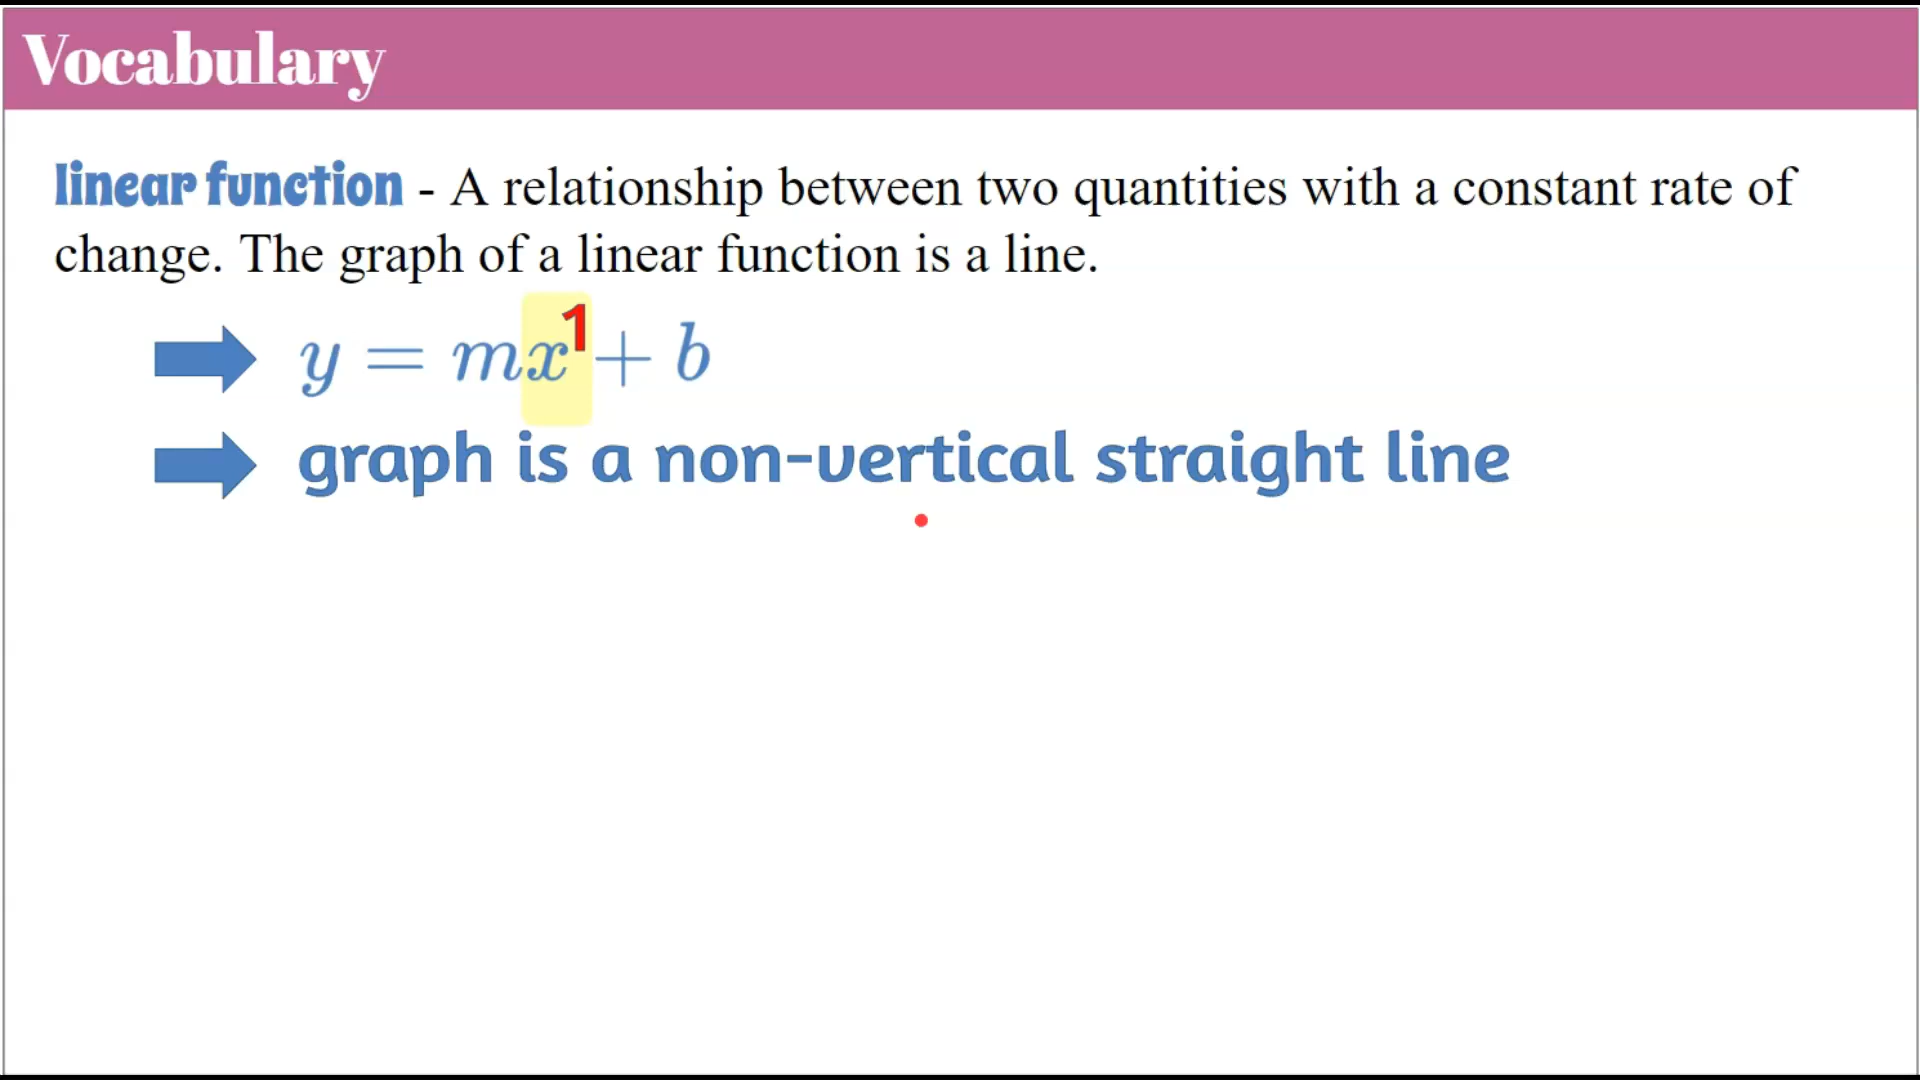 Vocabulary
linear function - A relationship between two quantities with a constant rate of
change. The graph of a linear function is a line.
y = mx¹ + b
graph is a non-vertical straight line